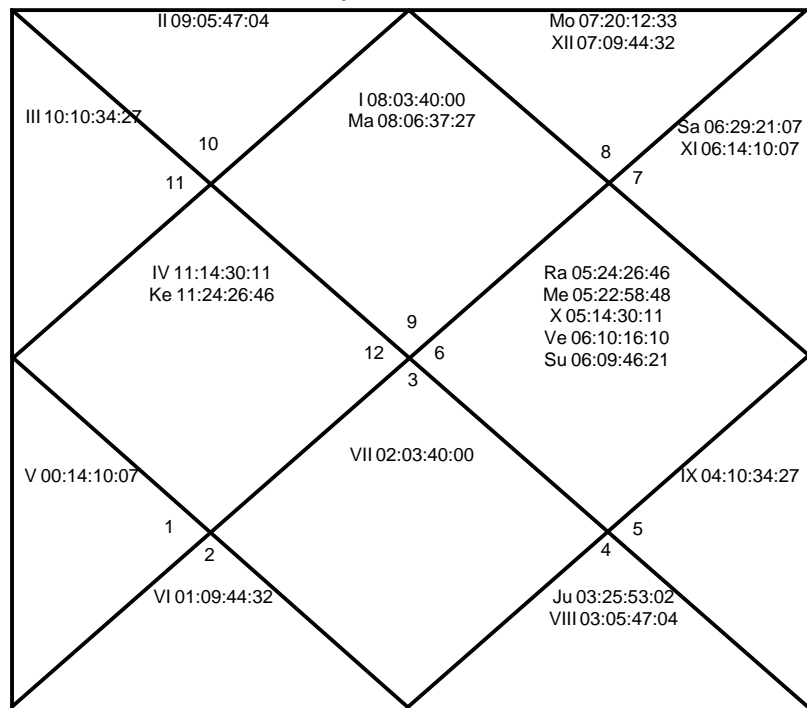 II 09:05:47:04
Mo 07:20:12:33
XII 07:09:44:32
I 08:03:40:00
Ma 08:06:37:27
III 10:10:34:27
Sa 06:29:21:07
XI 06:14:10:07
10
8
11
7
IV 11:14:30:11
Ke 11:24:26:46
Ra 05:24:26:46
Me 05:22:58:48
X 05:14:30:11
Ve 06:10:16:10
Su 06:09:46:21
9
12
6
3
VII 02:03:40:00
V 00:14:10:07
IX 04:10:34:27
1
5
2
4
VI 01:09:44:32
Ju 03:25:53:02
VIII 03:05:47:04